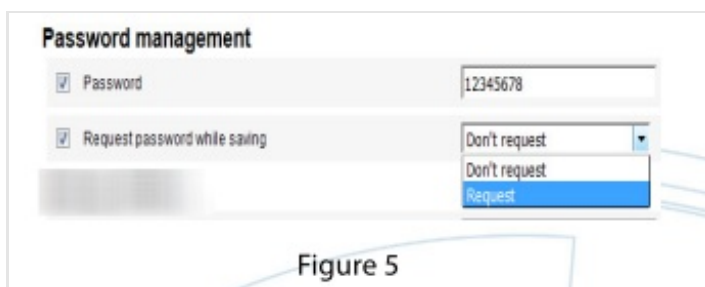 Password management
Password 12345678
Request password while saving Don't request
Don't request
Request
Figure 5